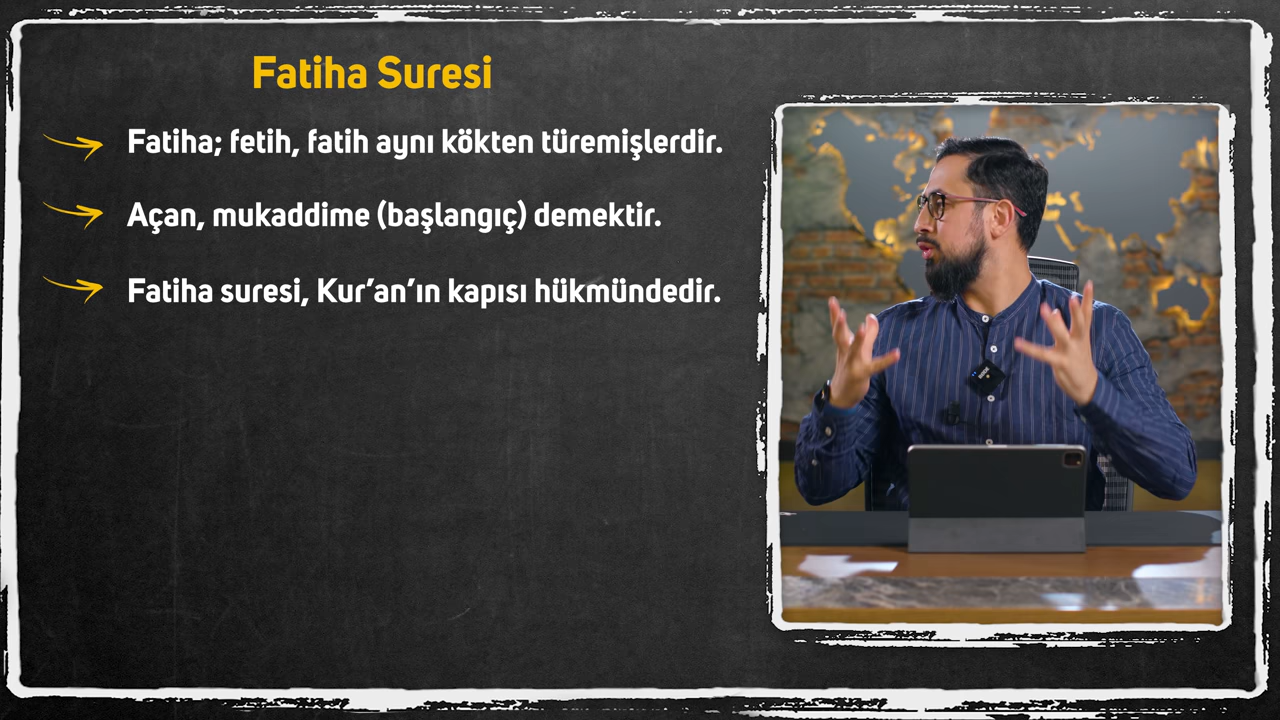 Fatiha Suresi
Fatiha; fetih, fatih aynı kökten türemişlerdir.
Açan, mukaddime (başlangıç) demektir.
Fatiha suresi, Kur’an’ın kapısı hükmündedir.